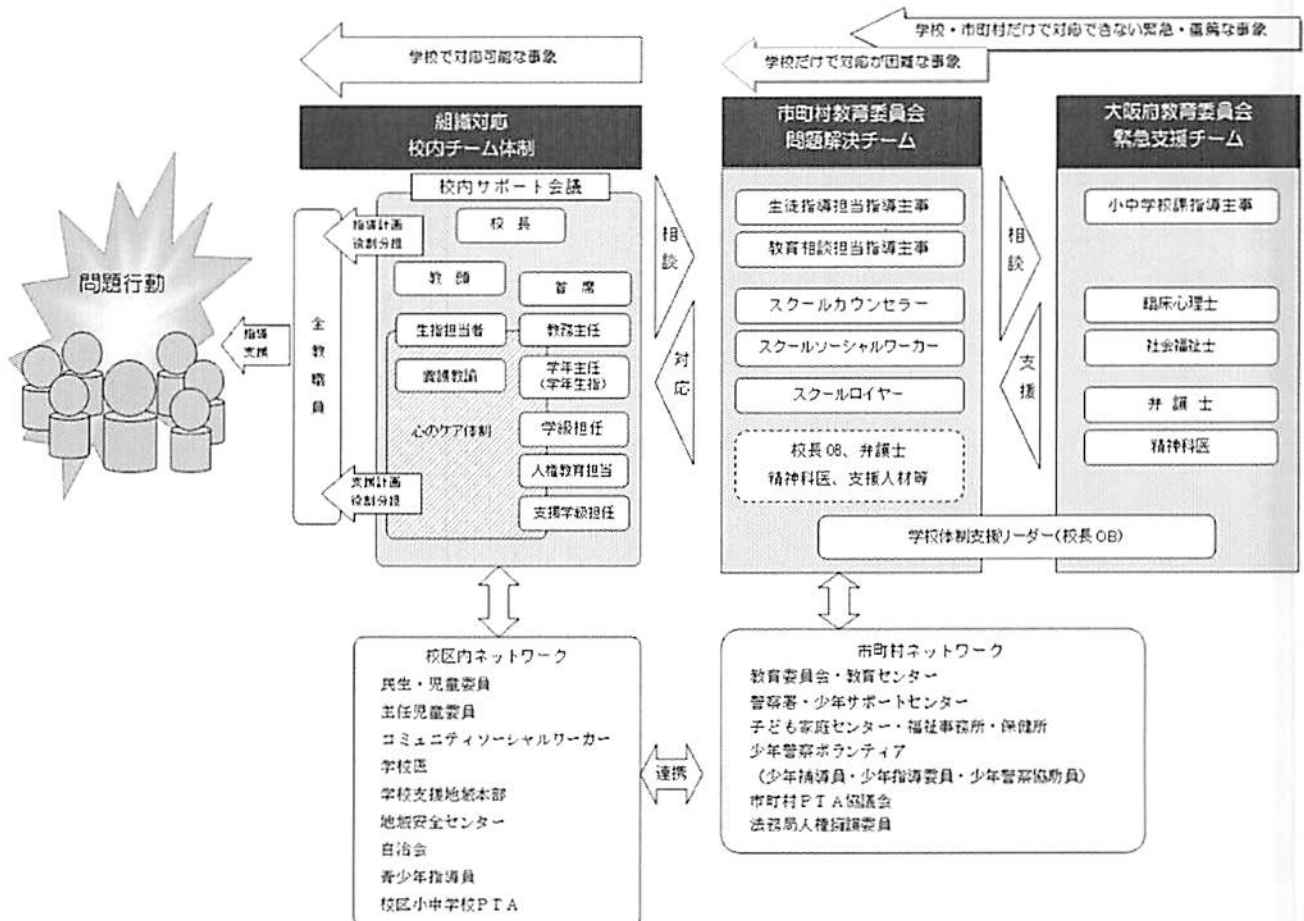 学校・市町村だけで対応できない緊急・重篤な事象
学校で対応可能な事象
学校だけで対応が困難な事象
組織対応
校内チーム体制
市町村教育委員会
問題解決チーム
大阪府教育委員会
緊急支援チーム
校内サポート会議
校長
教頭
首席
生指担当者
教務主任
養護教諭
学年主任
(学年生指)
心のケア体制
学級担任
人権教育担当
支援学級担任
指導計画
役割分担
支援計画
役割分担
全教職員
指導
支援
問題行動
相談
対応
生徒指導担当指導主事
教育相談担当指導主事
スクールカウンセラー
スクールソーシャルワーカー
スクールロイヤー
校長OB、弁護士
精神科医、支援人材等
相談
支援
小中学校課指導主事
臨床心理士
社会福祉士
弁護士
精神科医
学校体制支援リーダー(校長OB)
校区内ネットワーク
民生・児童委員
主任児童委員
コミュニティソーシャルワーカー
学校医
学校支援地域本部
地域安全センター
自治会
青少年指導員
校区小中学校PTA
連携
市町村ネットワーク
教育委員会・教育センター
警察署・少年サポートセンター
子ども家庭センター・福祉事務所・保健所
少年警察ボランティア
(少年補導員・少年指導委員・少年警察協助員)
市町村PTA協議会
法務局人権擁護委員